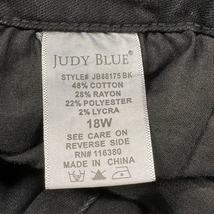 JUDY BLUE
STYLE# JB88175 BK
48% COTTON
28% RAYON
22% POLYESTER
2% LYCRA
18W
SEE CARE ON
REVERSE SIDE
RN# 116380
MADE IN CHINA